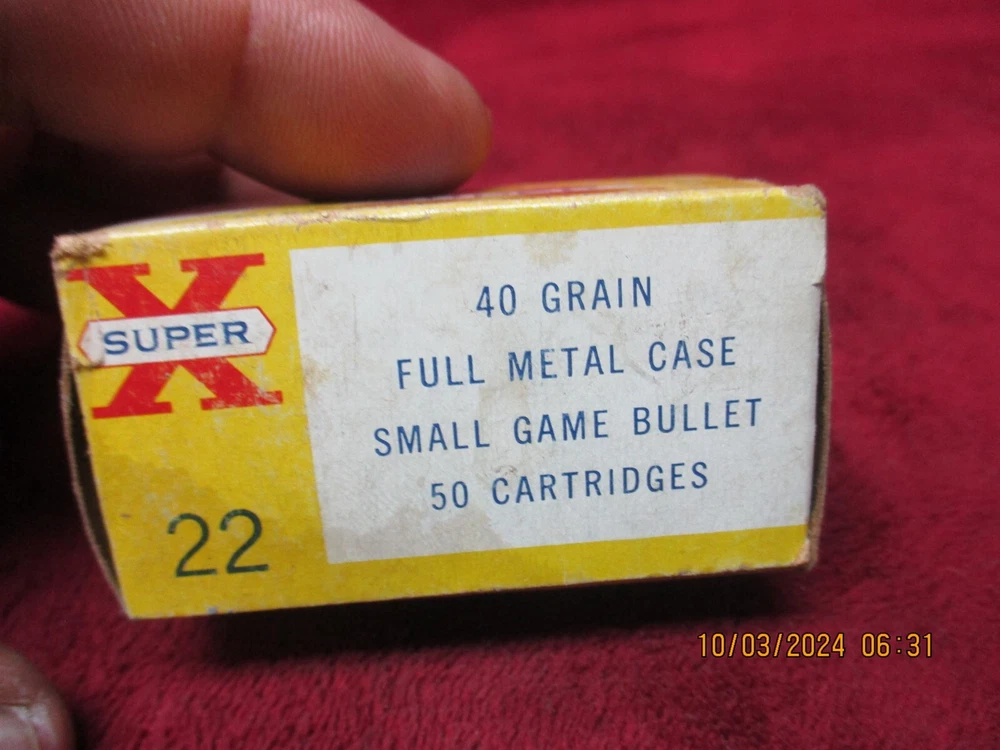 X
SUPER
22
40 GRAIN
FULL METAL CASE
SMALL GAME BULLET
50 CARTRIDGES
10/03/2024 06:31